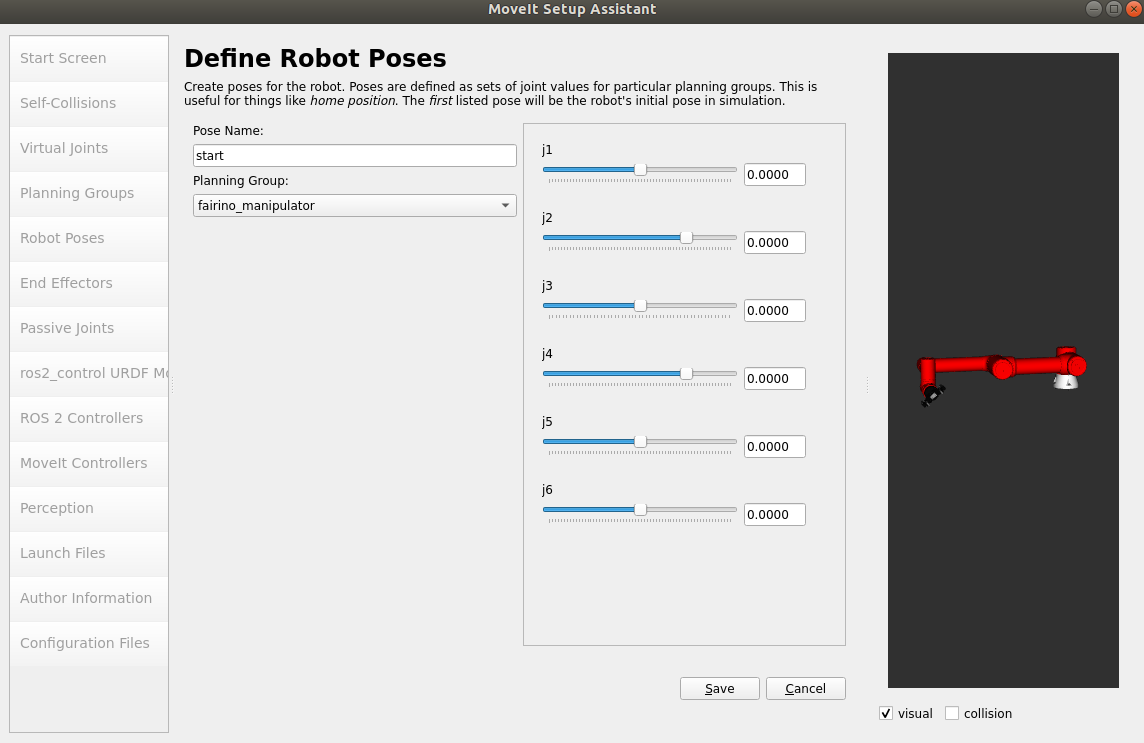 MoveIt Setup Assistant
Start Screen
Self-Collisions
Virtual Joints
Planning Groups
Robot Poses
End Effectors
Passive Joints
ros2_control URDF Mo
ROS 2 Controllers
MoveIt Controllers
Perception
Launch Files
Author Information
Configuration Files
Define Robot Poses
Create poses for the robot. Poses are defined as sets of joint values for particular planning groups. This is
useful for things like home position. The first listed pose will be the robot's initial pose in simulation.
Pose Name:
start
Planning Group:
fairino_manipulator
j1
0.0000
j2
0.0000
j3
0.0000
j4
0.0000
j5
0.0000
j6
0.0000
Save
Cancel
visual
collision